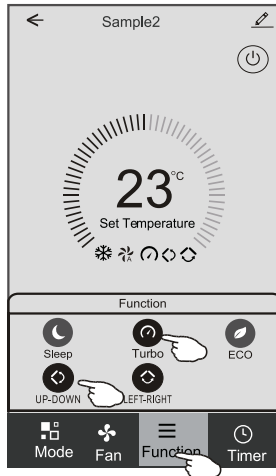 Sample2
23°C
Set Temperature
A
Function
Sleep Turbo ECO
UP-DOWN LEFT-RIGHT
Mode Fan Function Timer